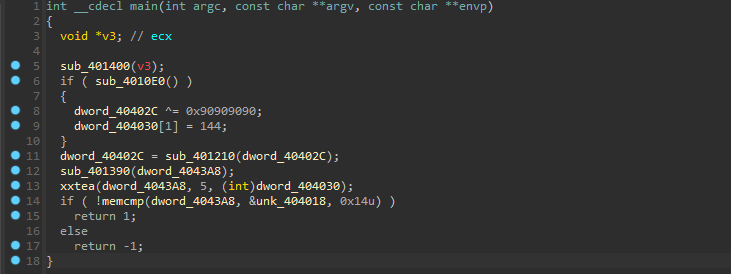 1 int __cdecl main(int argc, const char **argv, const char **envp)
2 {
3 void *v3; // ecx
4
5 sub_401400(v3);
6 if ( sub_4010E0() )
7 {
8 dword_40402C ^= 0x90909090;
9 dword_404030[1] = 144;
10 }
11 dword_40402C = sub_401210(dword_40402C);
12 sub_401390(dword_4043A8);
13 xxtea(dword_4043A8, 5, (int)dword_404030);
14 if ( !memcmp(dword_4043A8, &unk_404018, 0x14u) )
15 return 1;
16 else
17 return -1;
18 }